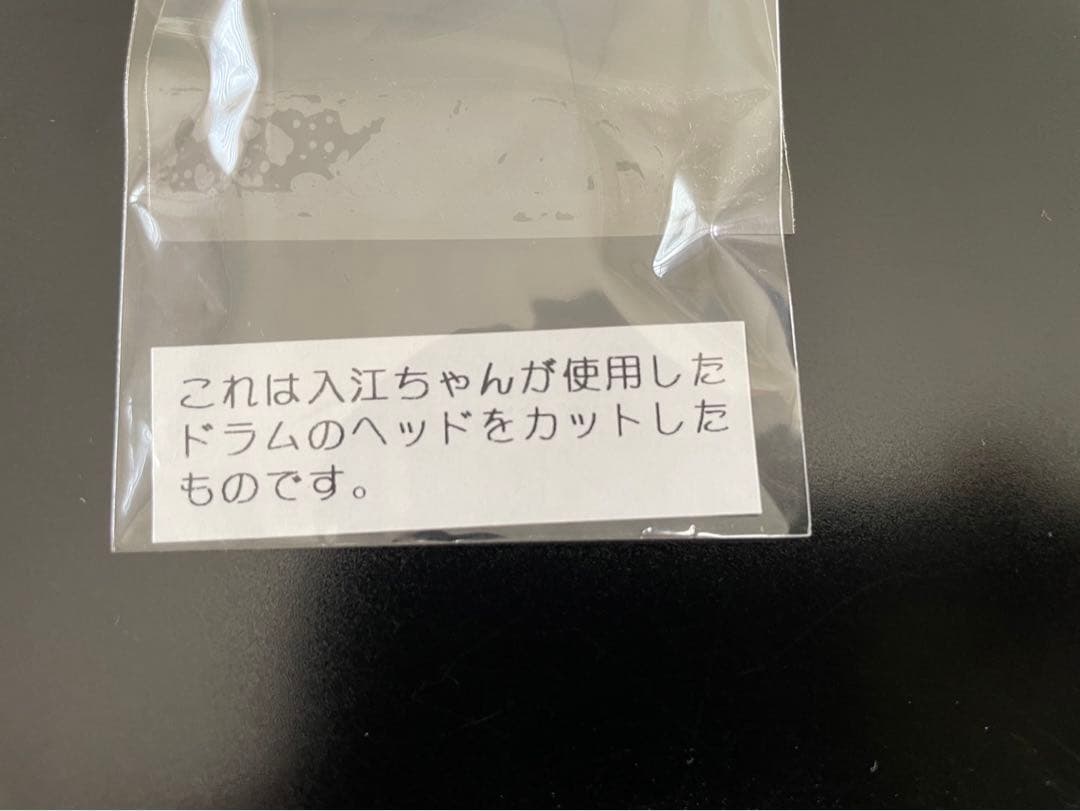 これは入江ちゃんが使用した
ドラムのヘッドをカットした
ものです。